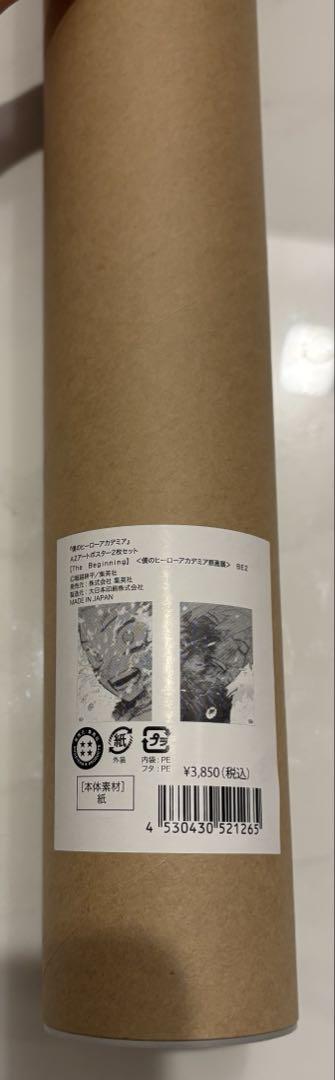 『僕のヒーローアカデミア』
A2アートポスター2枚セット
【The Beginning】 <僕のヒーローアカデミア原画展> BE2
©堀越耕平／集英社
発売元：株式会社 集英社
製造元：大日本印刷株式会社
MADE IN JAPAN
紙
外装
プラ
内袋：PE
フタ：PE
¥3,850(税込)
[本体素材]
紙
4 530430 521265